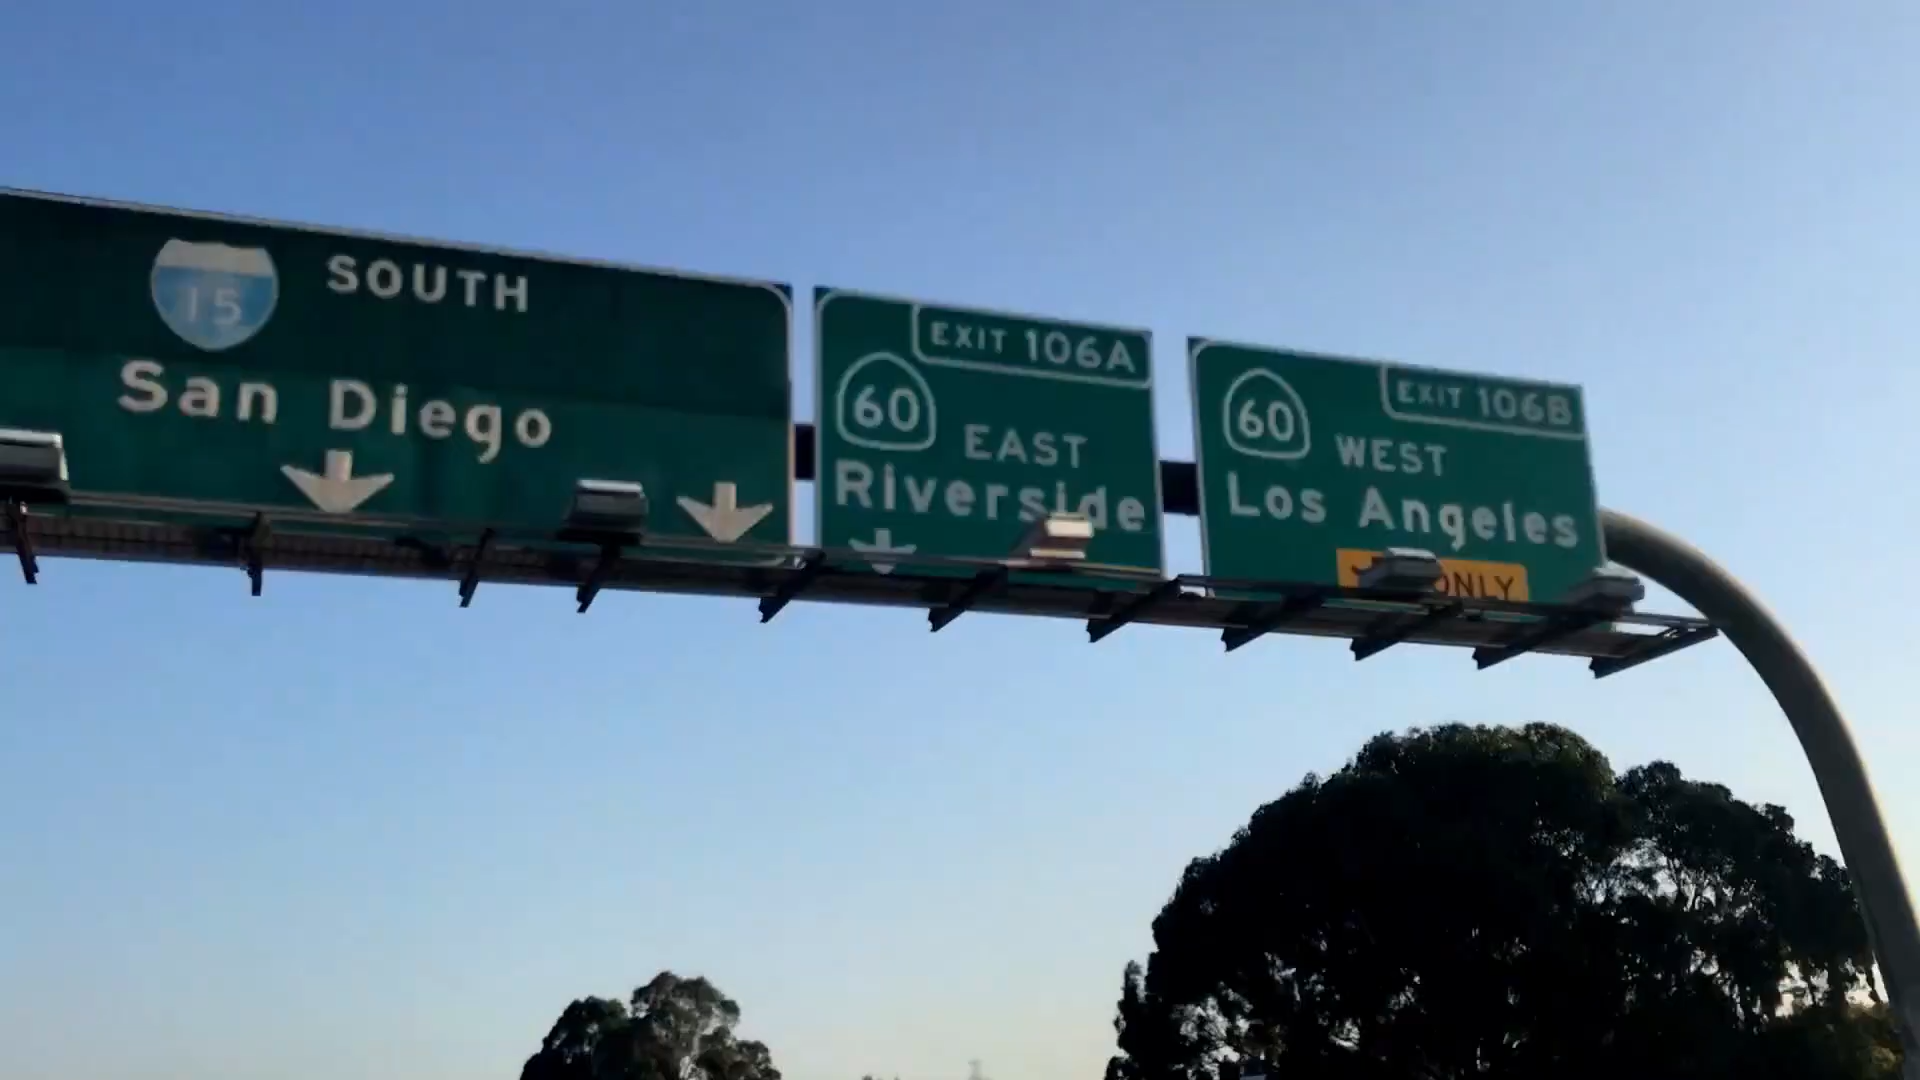 15 SOUTH
San Diego
EXIT 106A
60 EAST
Riverside
EXIT 106B
60 WEST
Los Angeles
ONLY